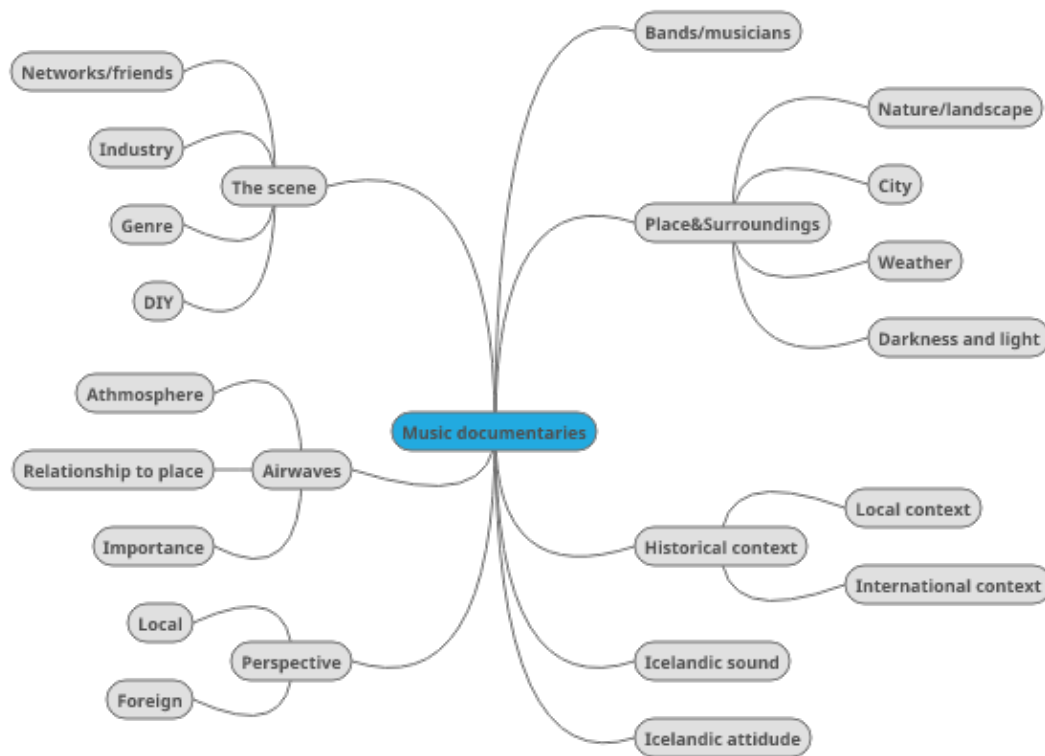 Bands/musicians
Networks/friends
Nature/landscape
Industry
The scene
City
Genre
Place&Surroundings
Weather
DIY
Darkness and light
Athmosphere
Music documentaries
Relationship to place
Airwaves
Local context
Importance
Historical context
International context
Local
Perspective
Icelandic sound
Foreign
Icelandic attidude